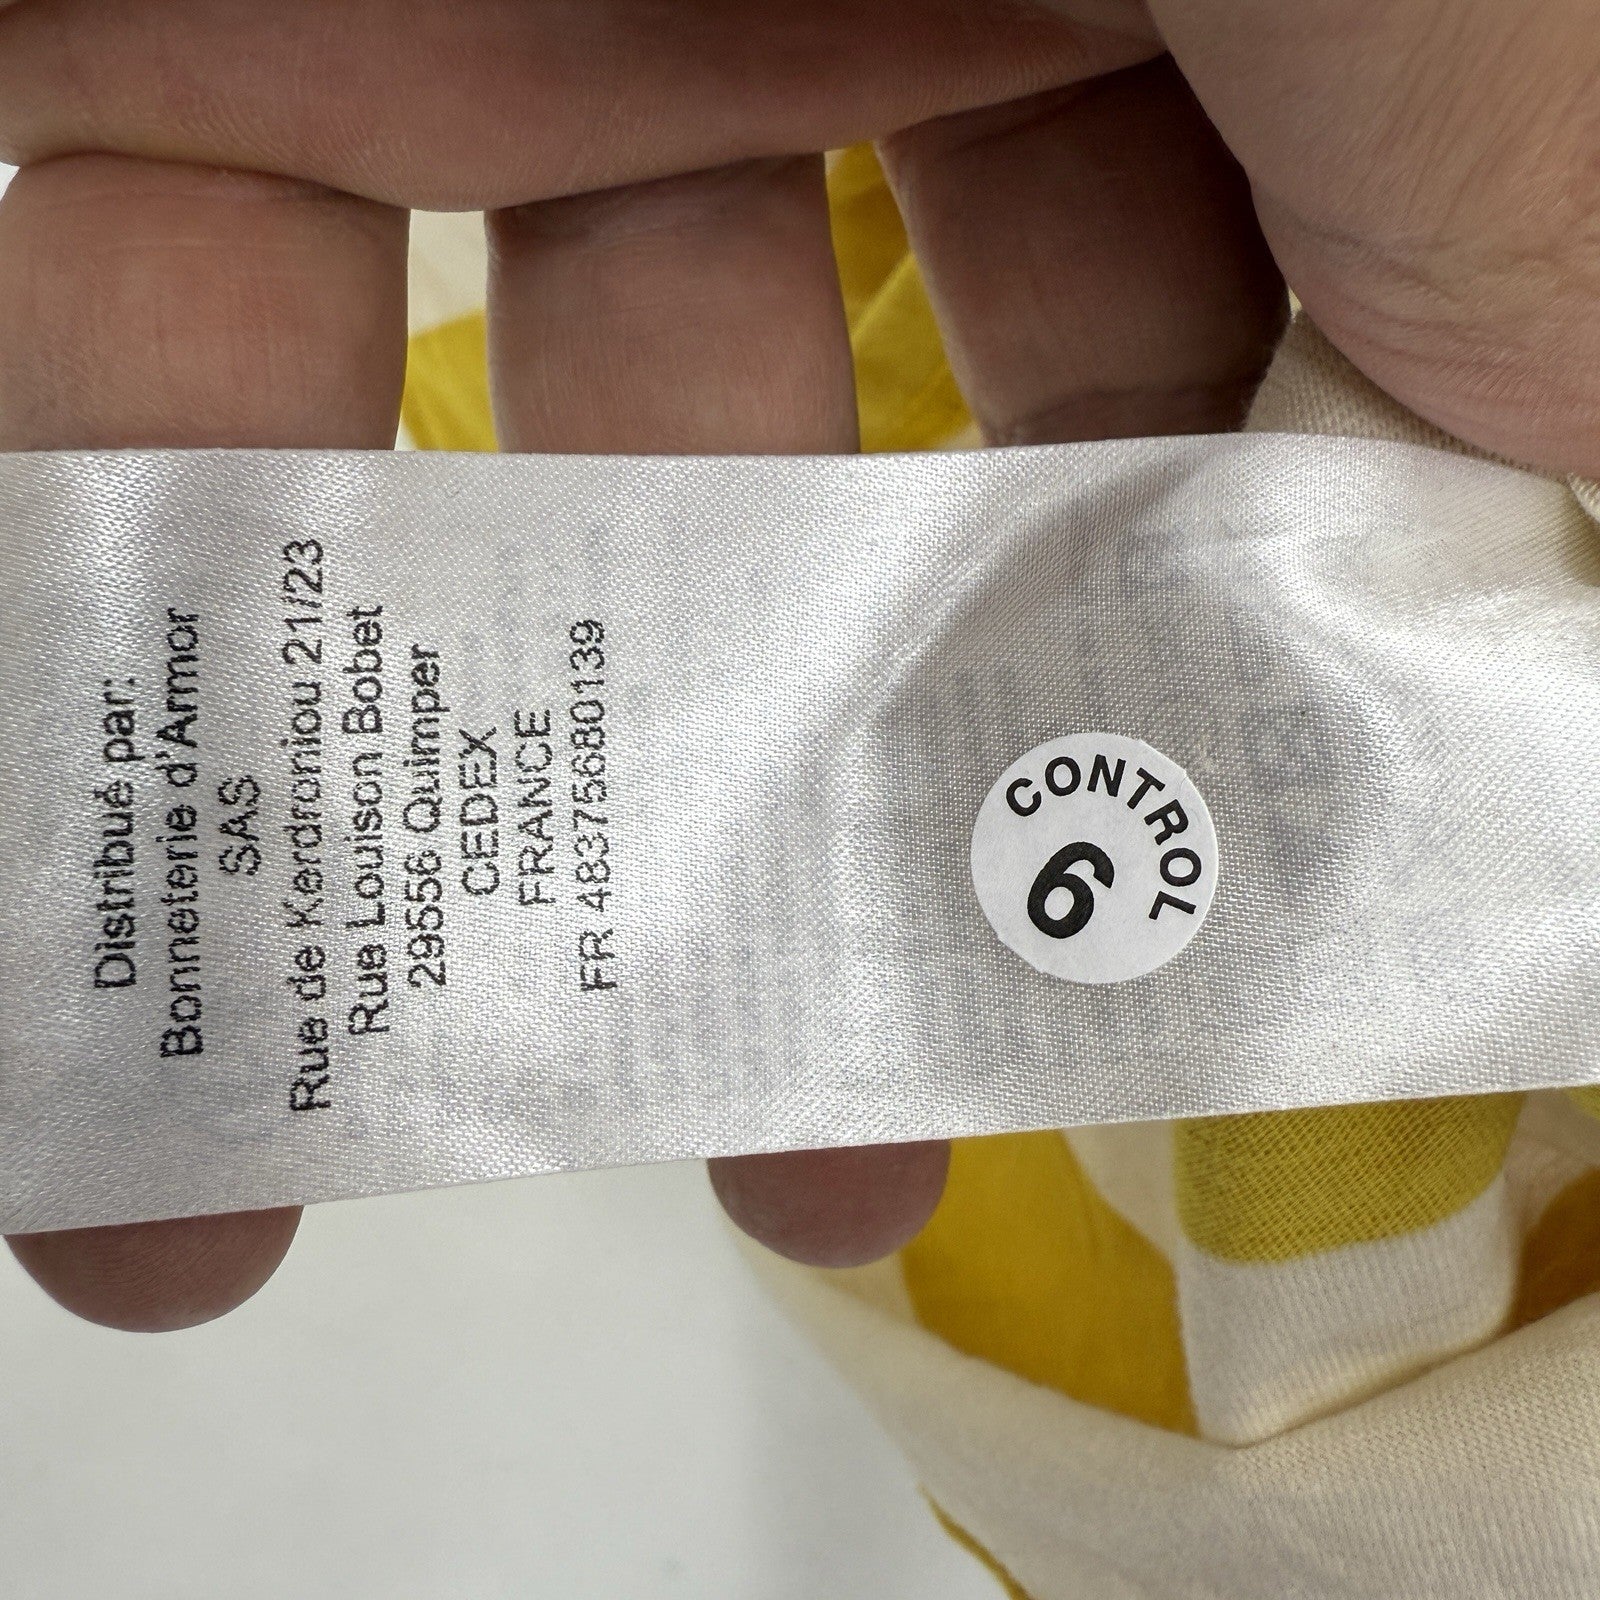 Distribué par:
Bonneterie d'Armor
SAS
Rue de Kerdroniou 21/23
Rue Louison Bobet
29556 Quimper
CEDEX
FRANCE
FR 48375680139
CONTROL
6